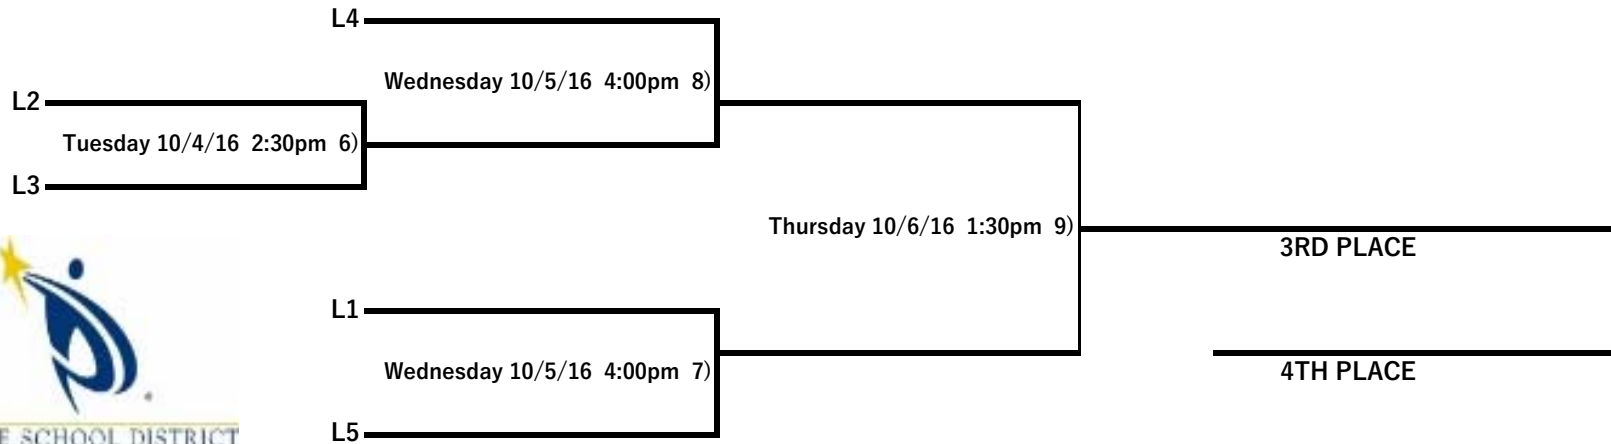 L4
Wednesday 10/5/16 4:00pm 8)
L2
Tuesday 10/4/16 2:30pm 6)
L3
Thursday 10/6/16 1:30pm 9)
3RD PLACE
L1
Wednesday 10/5/16 4:00pm 7)
4TH PLACE
L5
E SCHOOL DISTRICT